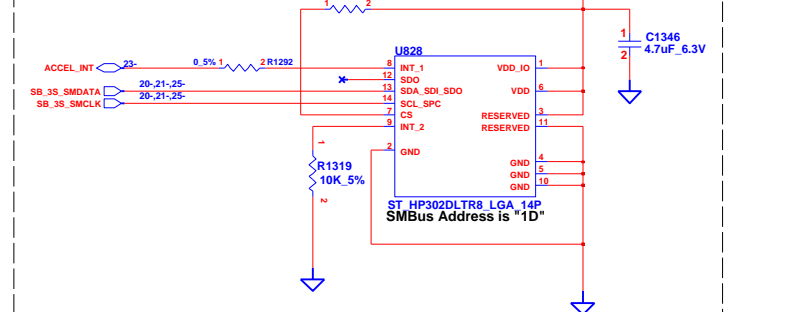 1 2
C1346
4.7uF_6.3V
1
2
U828
ACCEL_INT 23- 0_5% 1 2 R1292 8 INT_1 VDD_IO 1
12 SDO
SB_3S_SMDATA 20-,21-,25- 13 SDA_SDI_SDO VDD 6
SB_3S_SMCLK 20-,21-,25- 14 SCL_SPC
7 CS RESERVED 3
9 INT_2 RESERVED 11
2 GND
GND 4
GND 5
GND 10
1
R1319
10K_5%
2
ST_HP302DLTR8_LGA_14P
SMBus Address is "1D"